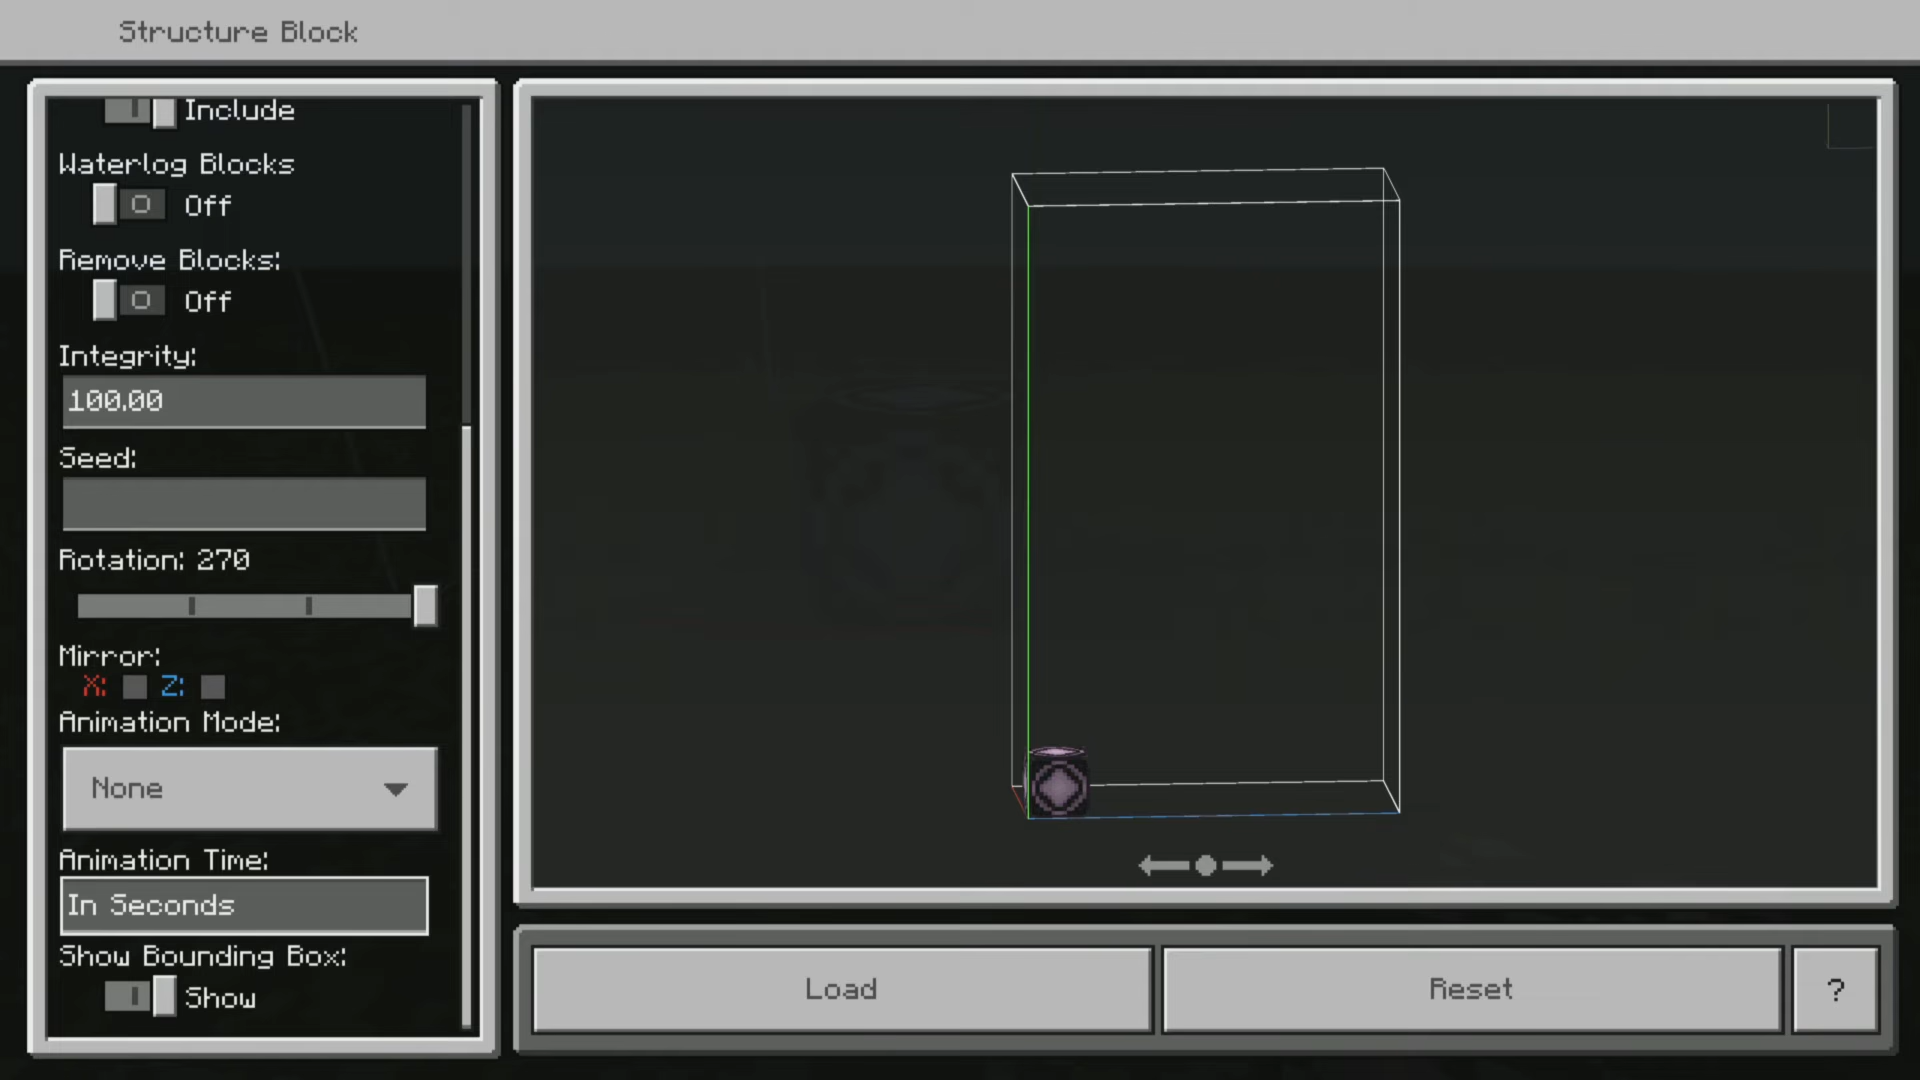 Structure Block
Include
Waterlog Blocks
Off
Remove Blocks:
Off
Integrity:
100.00
Seed:
Rotation: 270
Mirror:
X: Z:
Animation Mode:
None
Animation Time:
In Seconds
Show Bounding Box:
Show
Load
Reset
?